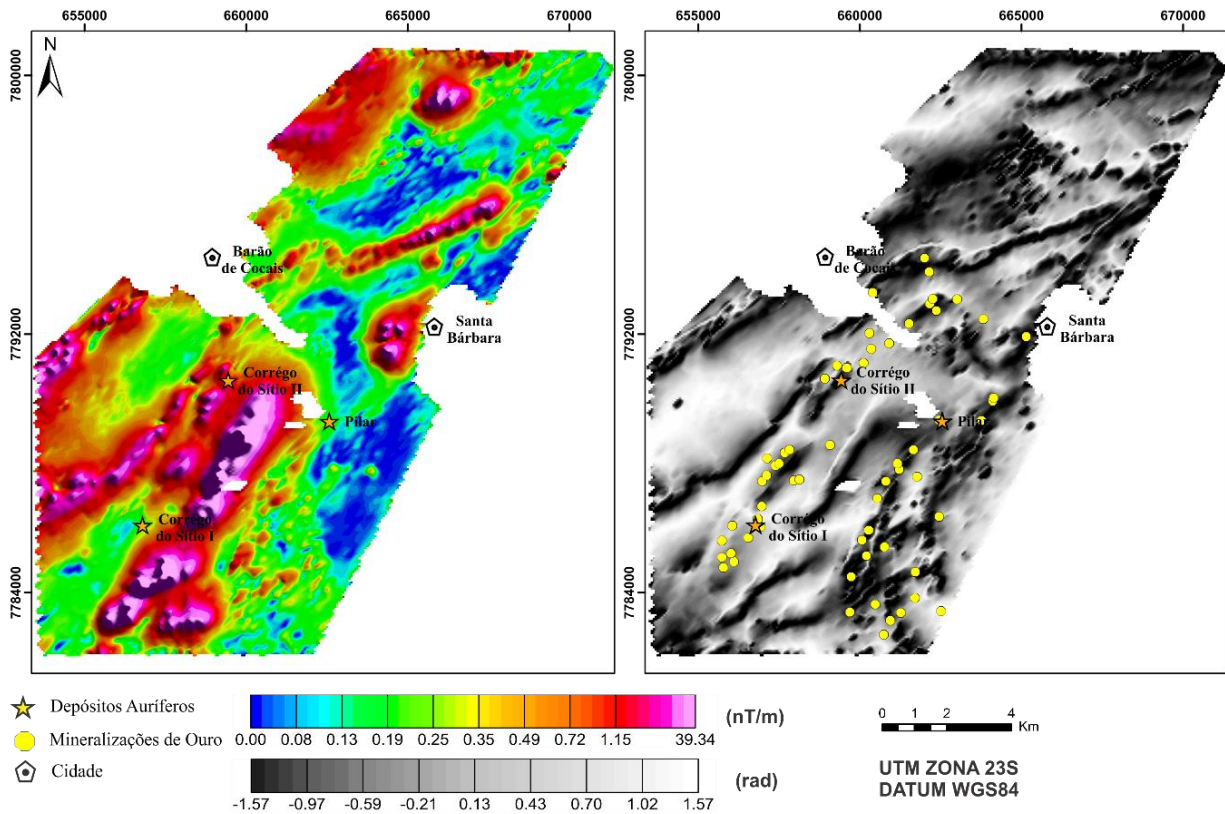 655000 660000 665000 670000
655000 660000 665000 670000
N
7800000
7792000
7784000
Barão
de Cocais
Santa
Bárbara
Corrégo
do Sítio II
Pilar
Corrégo
do Sítio I
7800000
7792000
7784000
Barão
de Cocais
Santa
Bárbara
Corrégo
do Sítio II
Pilar
Corrégo
do Sítio I
Depósitos Auríferos
Mineralizações de Ouro
Cidade
(nT/m)
0.00 0.08 0.13 0.19 0.25 0.35 0.49 0.72 1.15 39.34
(rad)
-1.57 -0.97 -0.59 -0.21 0.13 0.43 0.70 1.02 1.57
0 1 2 4
Km
UTM ZONA 23S
DATUM WGS84